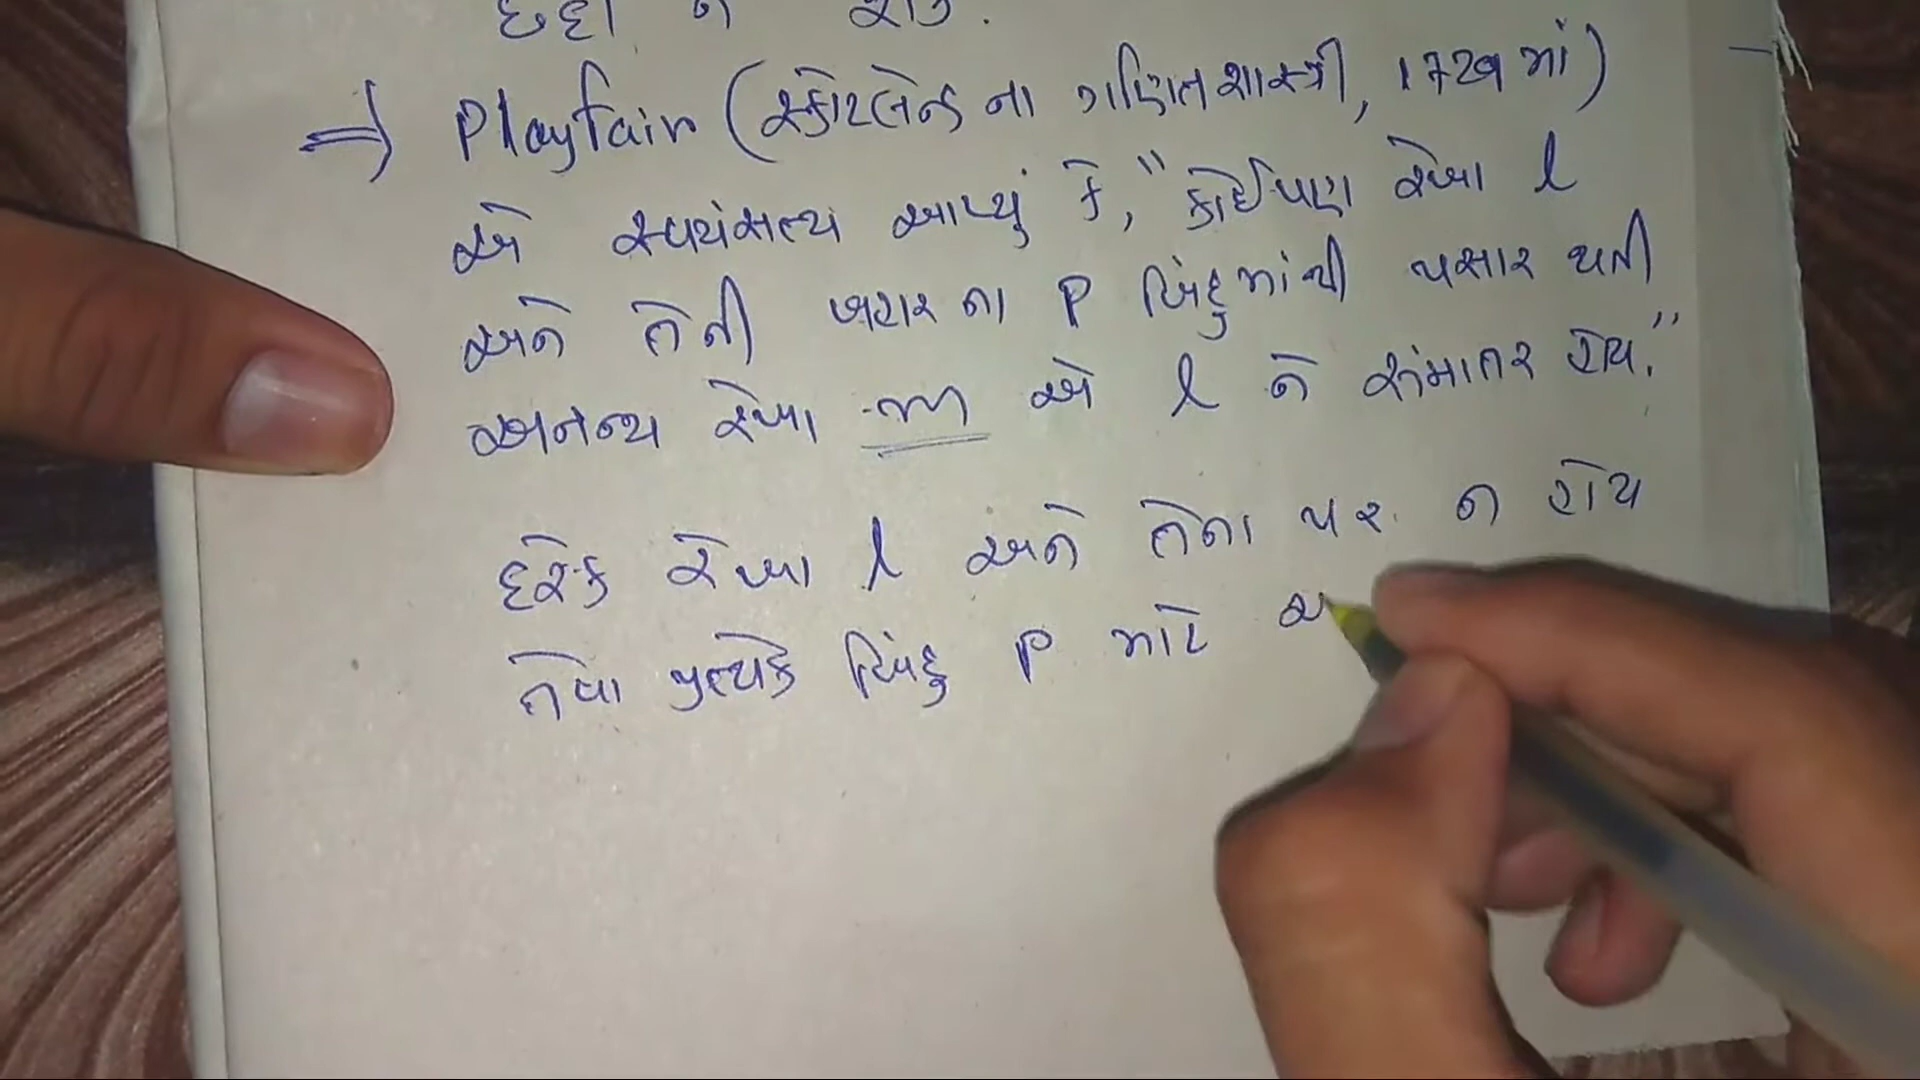 ⇒ Playfair (સ્કોટલેન્ડ ના ગણિતશાસ્ત્રી, 1729 માં)
એ સ્વયંસત્ય આપ્યું કે, "કોઈપણ રેખા l
અને તેની બહાર ના P બિંદુમાંથી પસાર થતી
અનન્ય રેખા m એ l ને સંમાતર હોય."
દરેક રેખા l અને તેના પર ન હોય
તેવા પ્રત્યેક બિંદુ P માટે